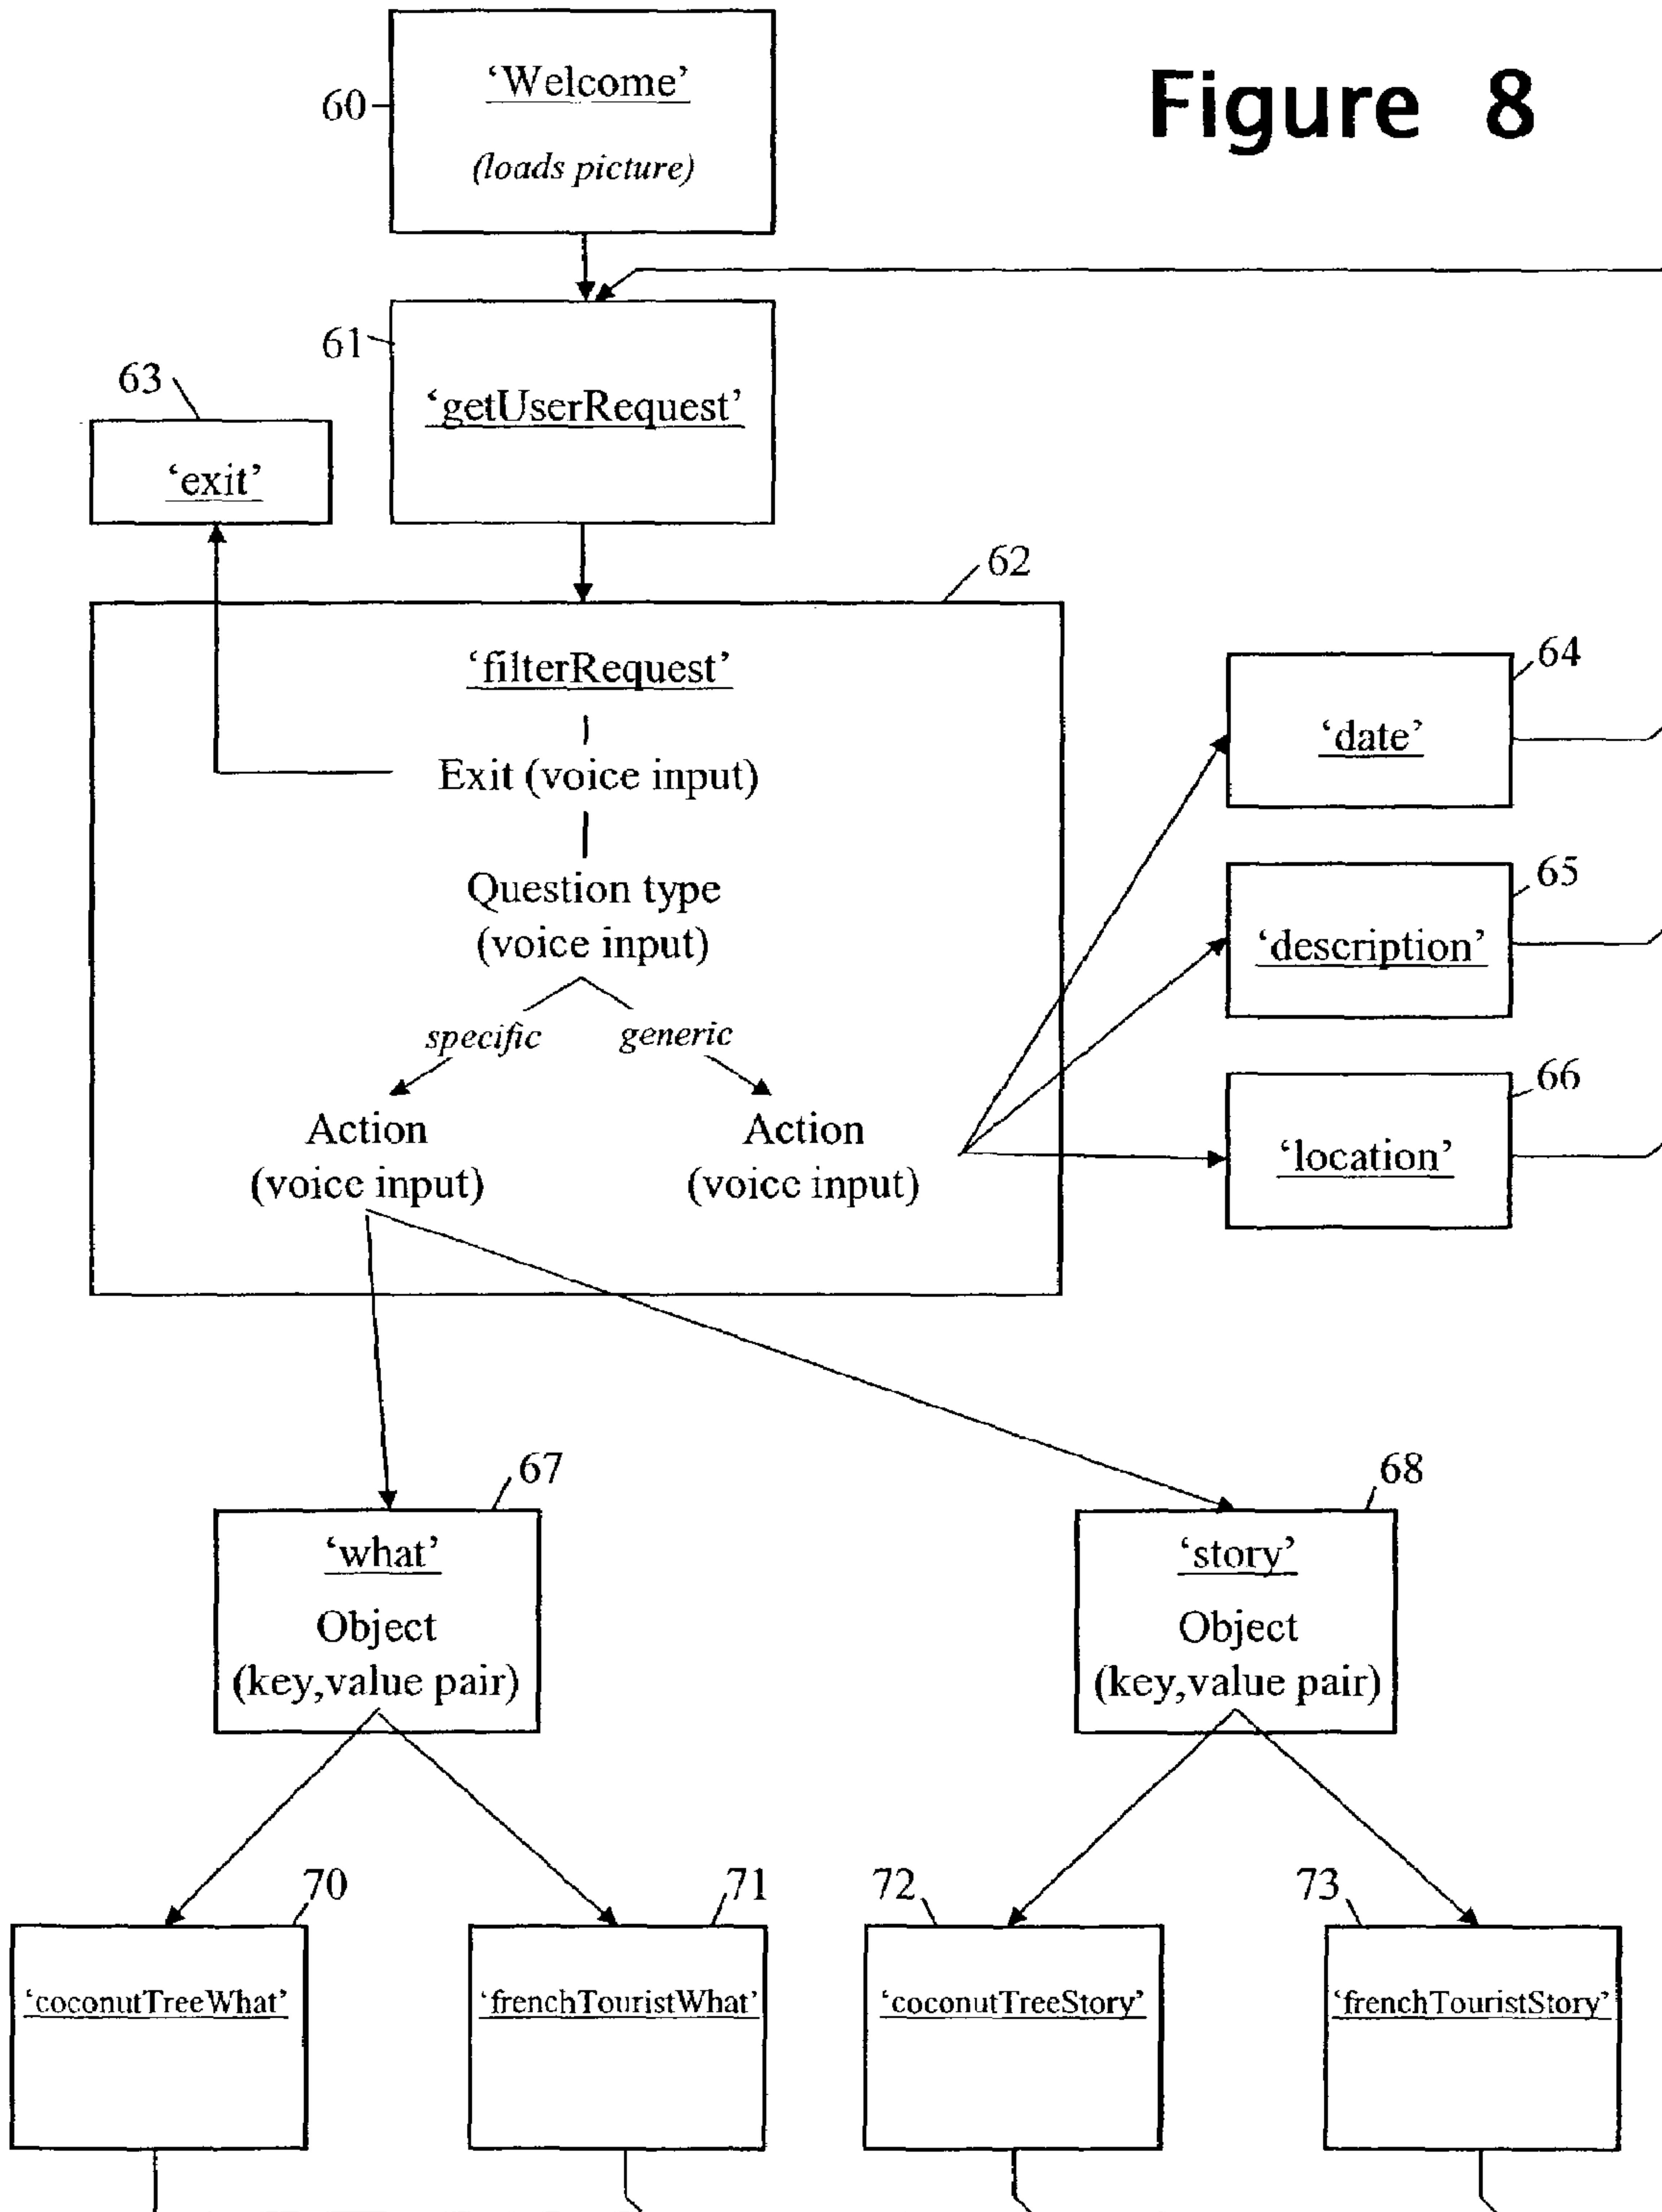 Figure 8
‘Welcome’
60
(loads picture)
61
‘getUserRequest’
63
‘exit’
62
‘filterRequest’
Exit (voice input)
Question type
(voice input)
specific
generic
Action
(voice input)
Action
(voice input)
64
‘date’
65
‘description’
66
‘location’
67
‘what’
Object
(key,value pair)
68
‘story’
Object
(key,value pair)
70
‘coconutTreeWhat’
71
‘frenchTouristWhat’
72
‘coconutTreeStory’
73
‘frenchTouristStory’